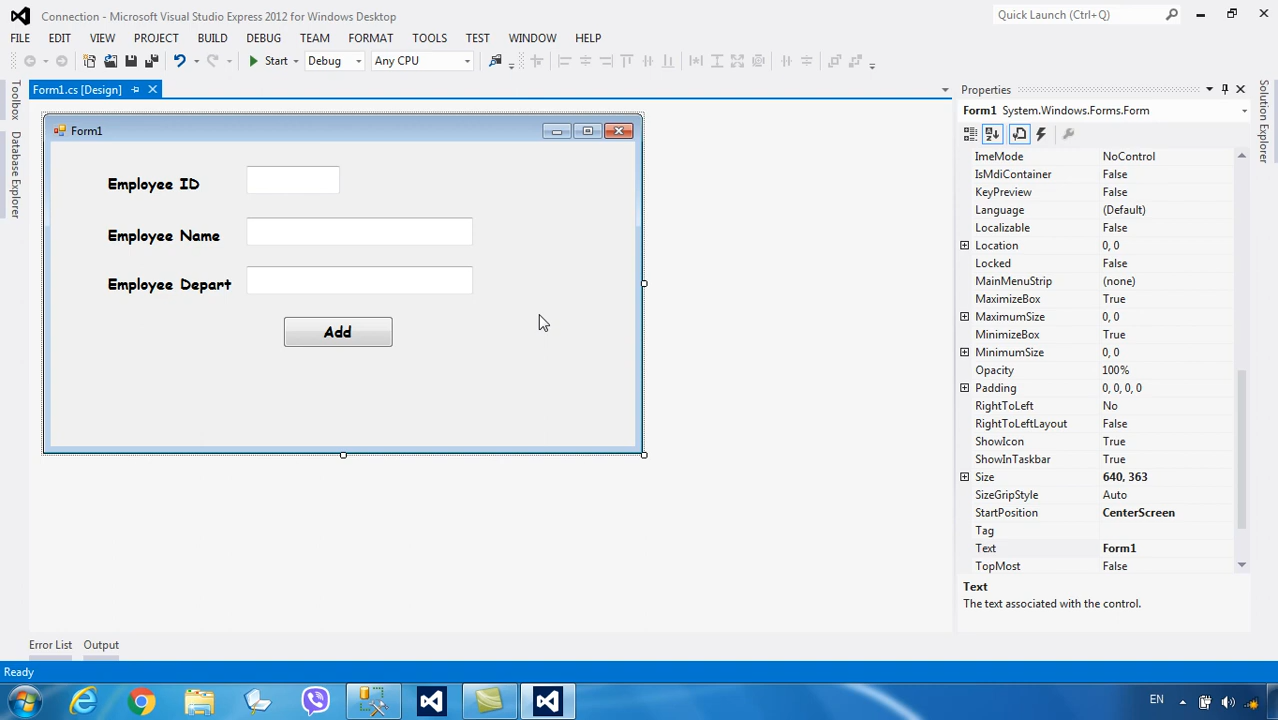 Connection - Microsoft Visual Studio Express 2012 for Windows Desktop
Quick Launch (Ctrl+Q)
FILE EDIT VIEW PROJECT BUILD DEBUG TEAM FORMAT TOOLS TEST WINDOW HELP
Start Debug Any CPU
Form1.cs [Design]
Toolbox
Database Explorer
Form1
Employee ID
Employee Name
Employee Depart
Add
Properties
Form1 System.Windows.Forms.Form
ImeMode NoControl
IsMdiContainer False
KeyPreview False
Language (Default)
Localizable False
Location 0, 0
Locked False
MainMenuStrip (none)
MaximizeBox True
MaximumSize 0, 0
MinimizeBox True
MinimumSize 0, 0
Opacity 100%
Padding 0, 0, 0, 0
RightToLeft No
RightToLeftLayout False
ShowIcon True
ShowInTaskbar True
Size 640, 363
SizeGripStyle Auto
StartPosition CenterScreen
Tag
Text Form1
TopMost False
Text
The text associated with the control.
Solution Explorer
Error List Output
Ready
EN